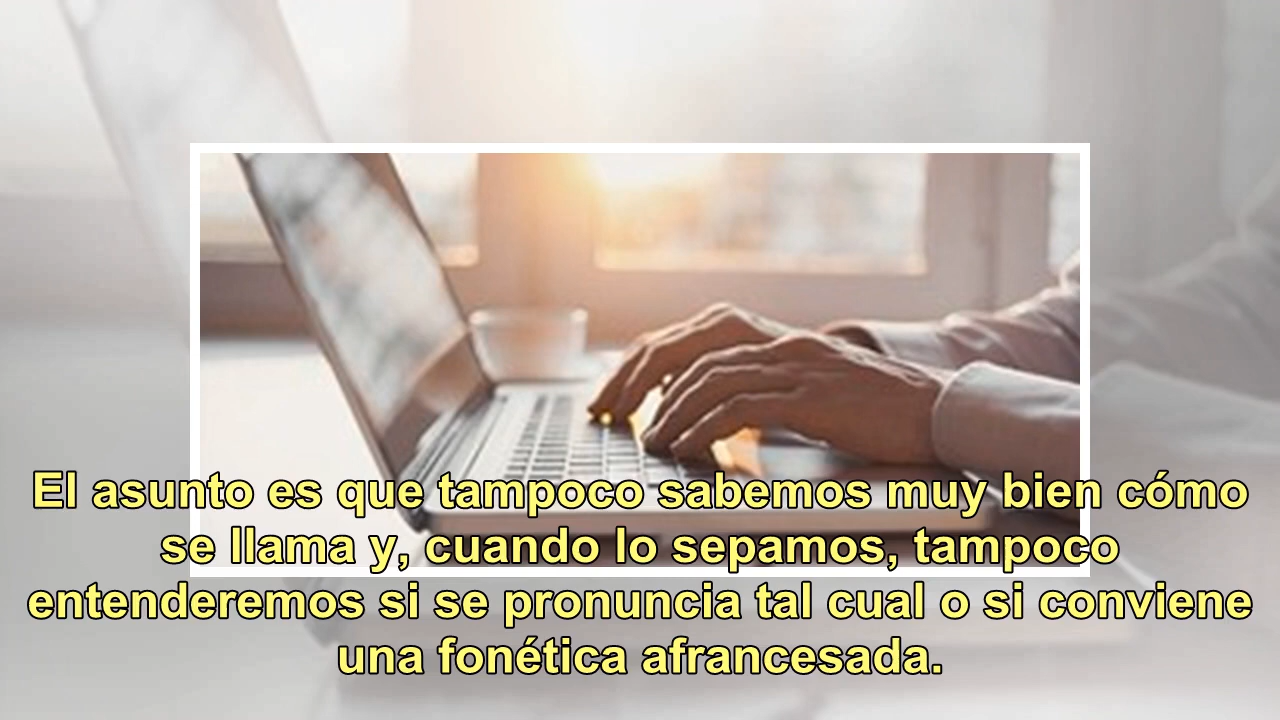 El asunto es que tampoco sabemos muy bien cómo
se llama y, cuando lo sepamos, tampoco
entenderemos si se pronuncia tal cual o si conviene
una fonética afrancesada.